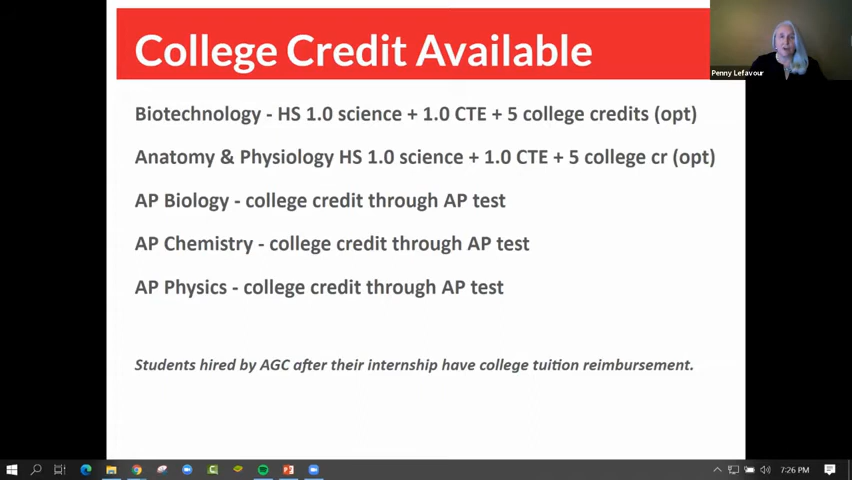 College Credit Available
Penny Lefavour
Biotechnology - HS 1.0 science + 1.0 CTE + 5 college credits (opt)
Anatomy & Physiology HS 1.0 science + 1.0 CTE + 5 college cr (opt)
AP Biology - college credit through AP test
AP Chemistry - college credit through AP test
AP Physics - college credit through AP test
Students hired by AGC after their internship have college tuition reimbursement.
7:26 PM